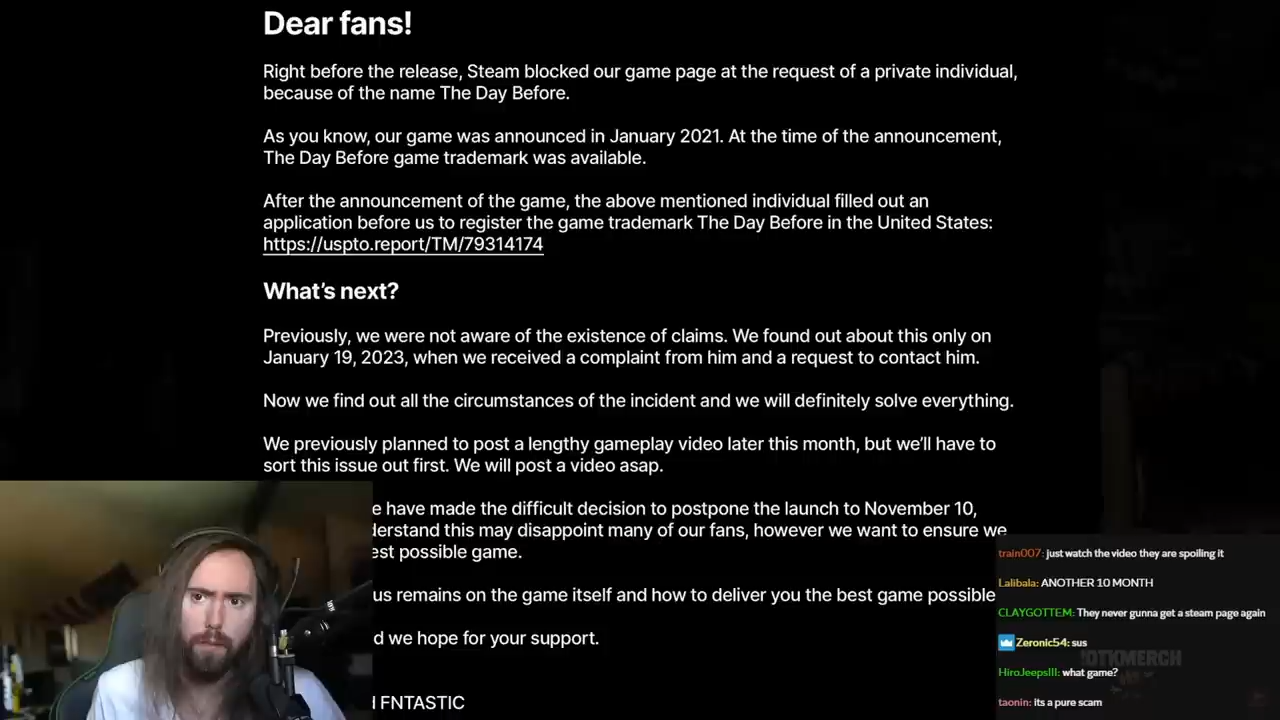 Dear fans!
Right before the release, Steam blocked our game page at the request of a private individual,
because of the name The Day Before.
As you know, our game was announced in January 2021. At the time of the announcement,
The Day Before game trademark was available.
After the announcement of the game, the above mentioned individual filled out an
application before us to register the game trademark The Day Before in the United States:
https://uspto.report/TM/79314174
What's next?
Previously, we were not aware of the existence of claims. We found out about this only on
January 19, 2023, when we received a complaint from him and a request to contact him.
Now we find out all the circumstances of the incident and we will definitely solve everything.
We previously planned to post a lengthy gameplay video later this month, but we'll have to
sort this issue out first. We will post a video asap.
e have made the difficult decision to postpone the launch to November 10,
derstand this may disappoint many of our fans, however we want to ensure we
est possible game.
us remains on the game itself and how to deliver you the best game possible
d we hope for your support.
FNTASTIC
train007: just watch the video they are spoiling it
Lalibala: ANOTHER 10 MONTH
CLAYGOTTEM: They never gunna get a steam page again
Zeronic54: sus
HiroJeepsIII: what game?
taonin: its a pure scam